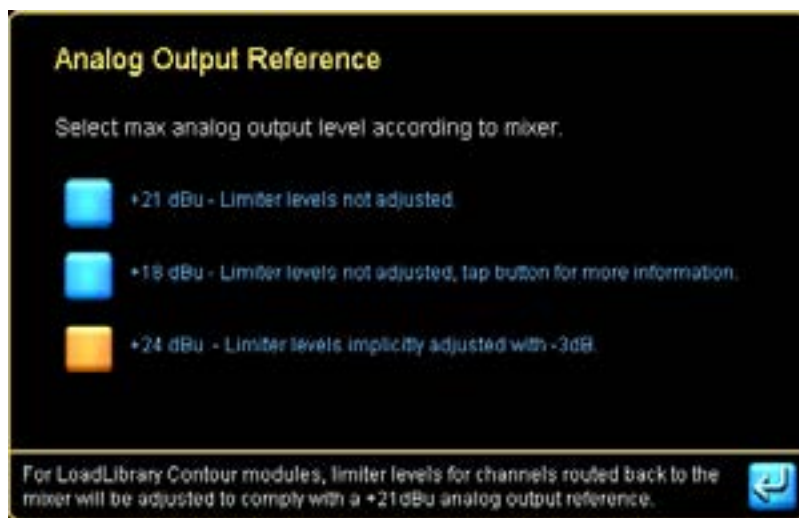 Analog Output Reference
Select max analog output level according to mixer.
+21 dBu - Limiter levels not adjusted.
+18 dBu - Limiter levels not adjusted, tap button for more information.
+24 dBu - Limiter levels implicitly adjusted with -3dB.
For LoadLibrary Contour modules, limiter levels for channels routed back to the
mixer will be adjusted to comply with a +21dBu analog output reference.